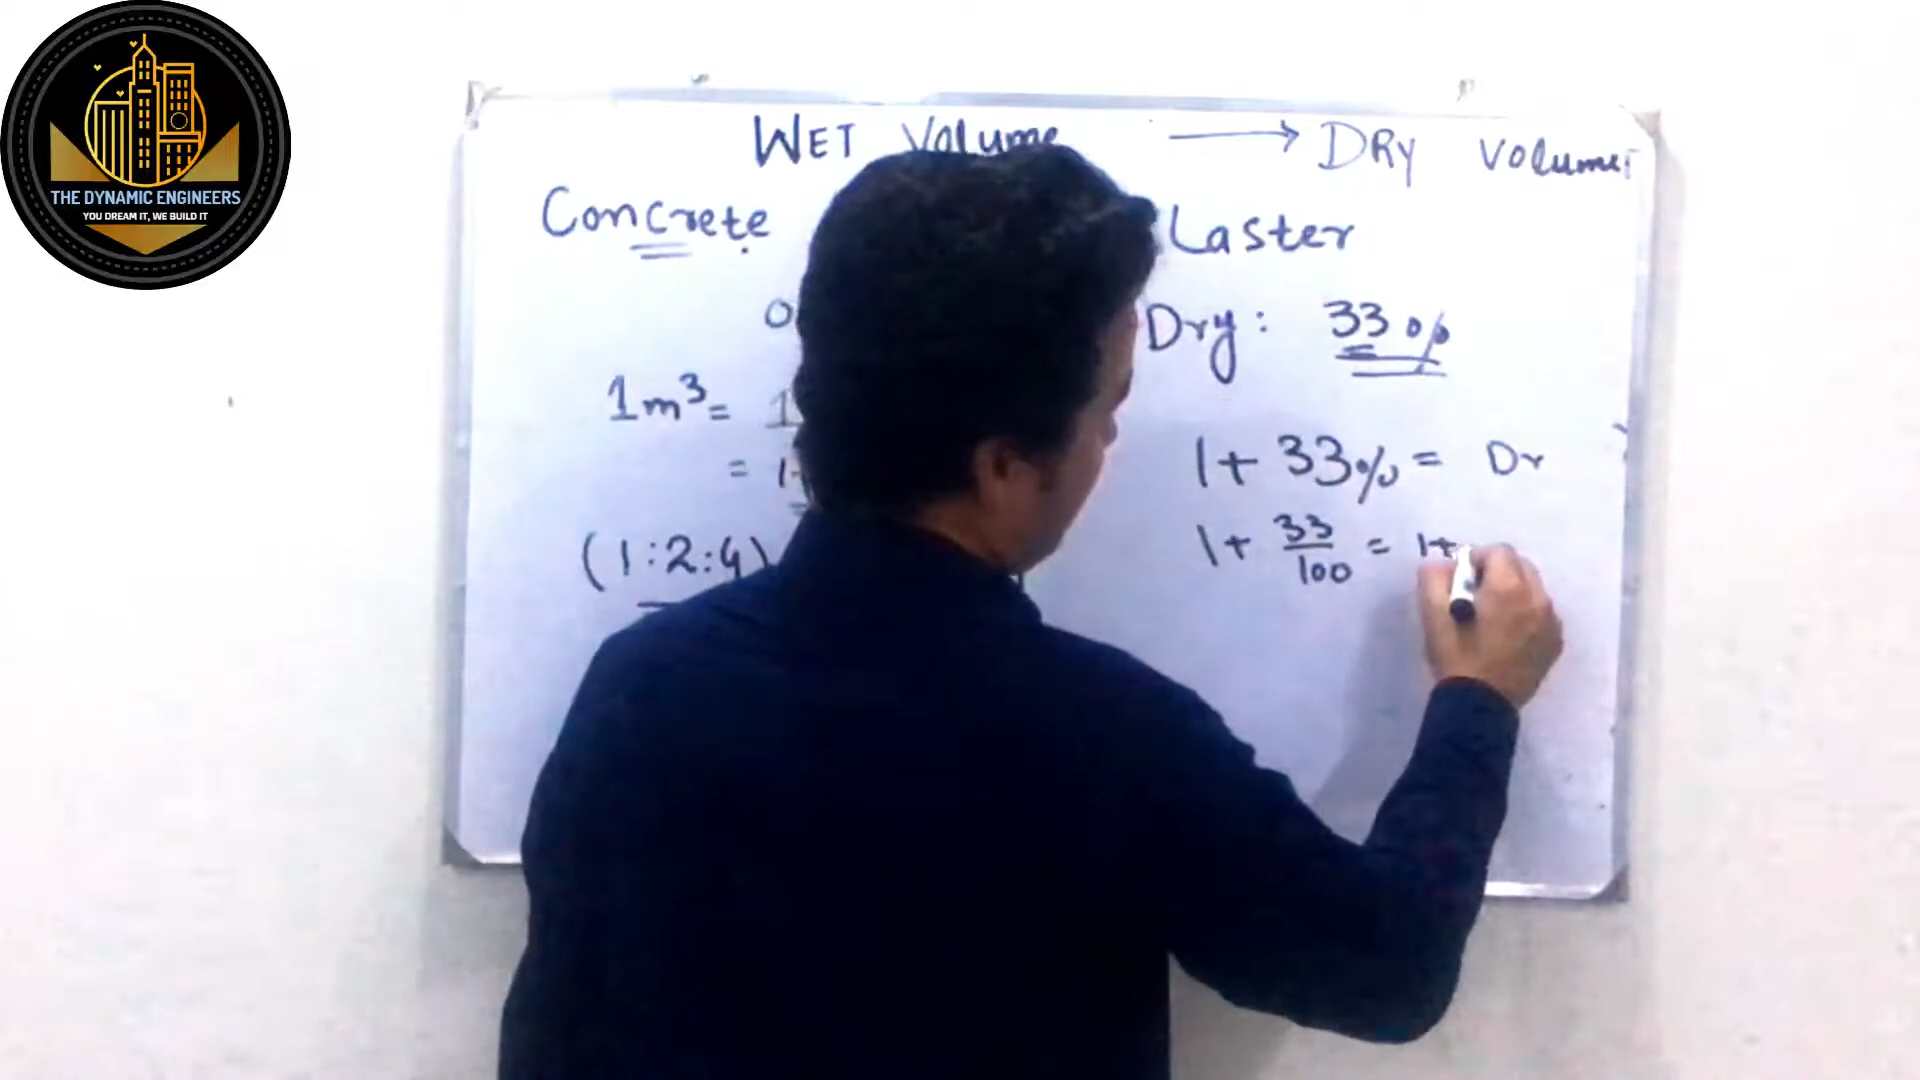 THE DYNAMIC ENGINEERS
YOU DREAM IT, WE BUILD IT
WET Volume → DRy Volume
Concrete
Laster
Dry: 33%
1m³ =
1 + 33% = Dr
=
1 + 33/100 = 1+
(1:2:4)